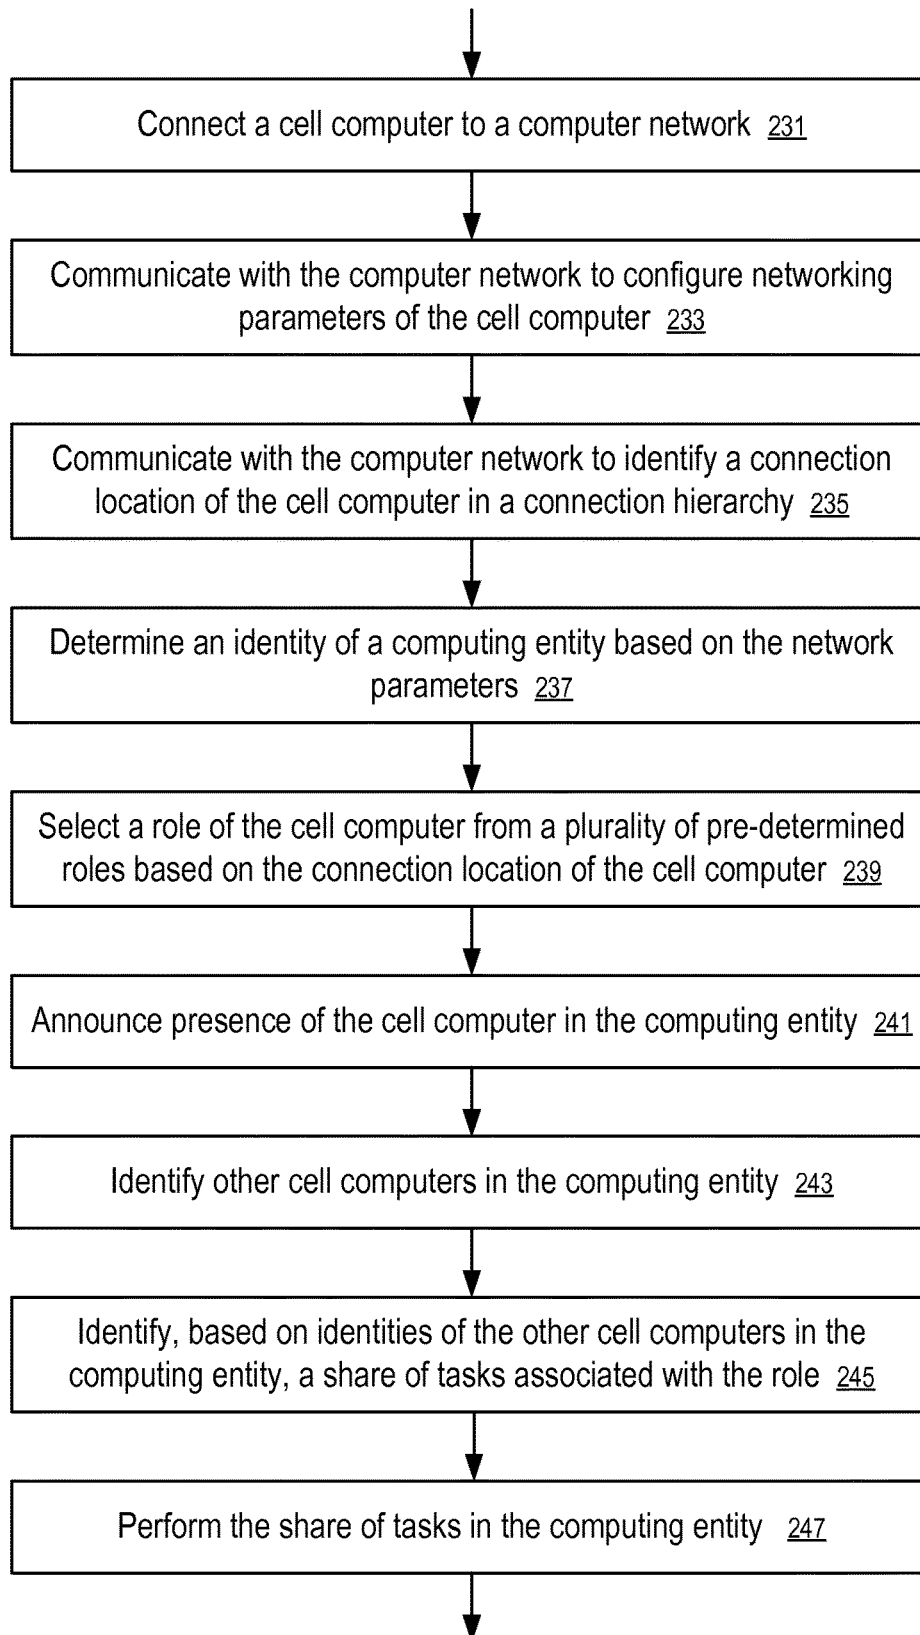 Connect a cell computer to a computer network 231
Communicate with the computer network to configure networking
parameters of the cell computer 233
Communicate with the computer network to identify a connection
location of the cell computer in a connection hierarchy 235
Determine an identity of a computing entity based on the network
parameters 237
Select a role of the cell computer from a plurality of pre-determined
roles based on the connection location of the cell computer 239
Announce presence of the cell computer in the computing entity 241
Identify other cell computers in the computing entity 243
Identify, based on identities of the other cell computers in the
computing entity, a share of tasks associated with the role 245
Perform the share of tasks in the computing entity 247